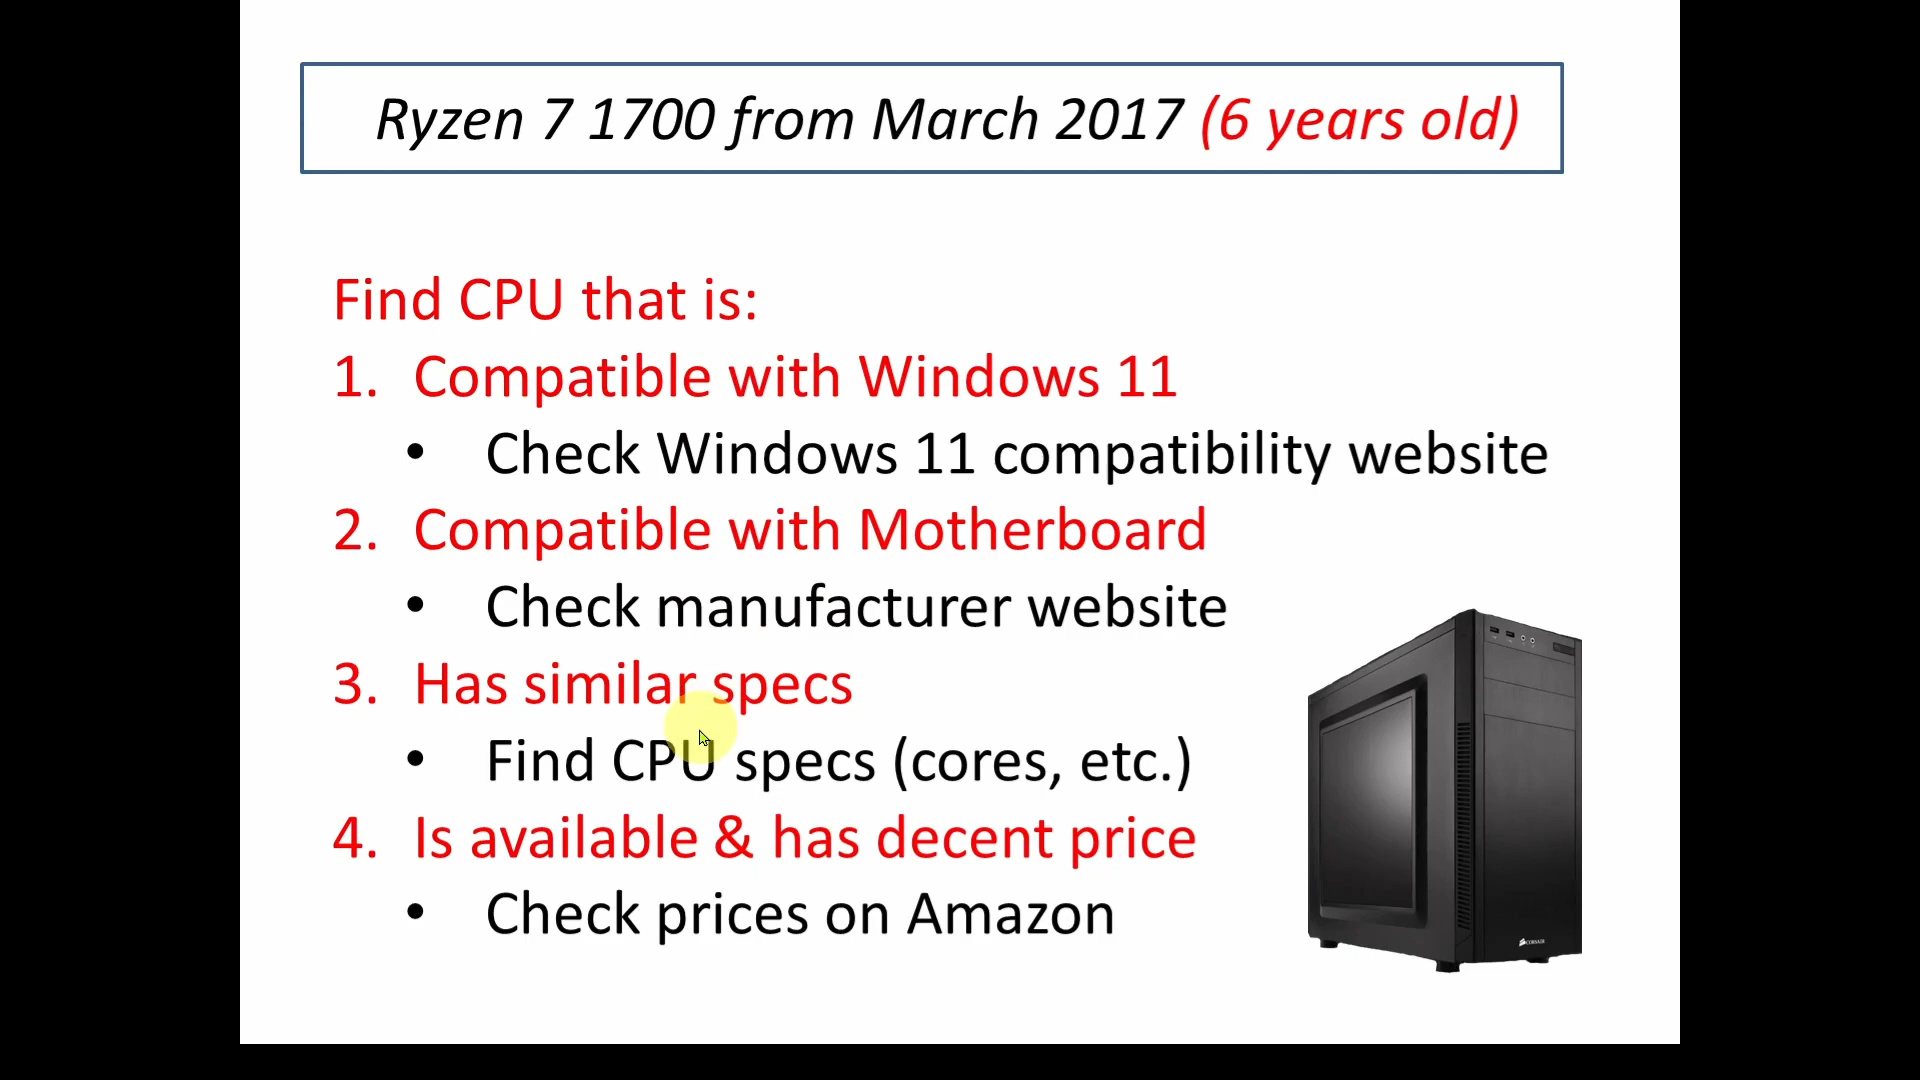 Ryzen 7 1700 from March 2017 (6 years old)
Find CPU that is:
1. Compatible with Windows 11
• Check Windows 11 compatibility website
2. Compatible with Motherboard
• Check manufacturer website
3. Has similar specs
• Find CPU specs (cores, etc.)
4. Is available & has decent price
• Check prices on Amazon
CORSAIR